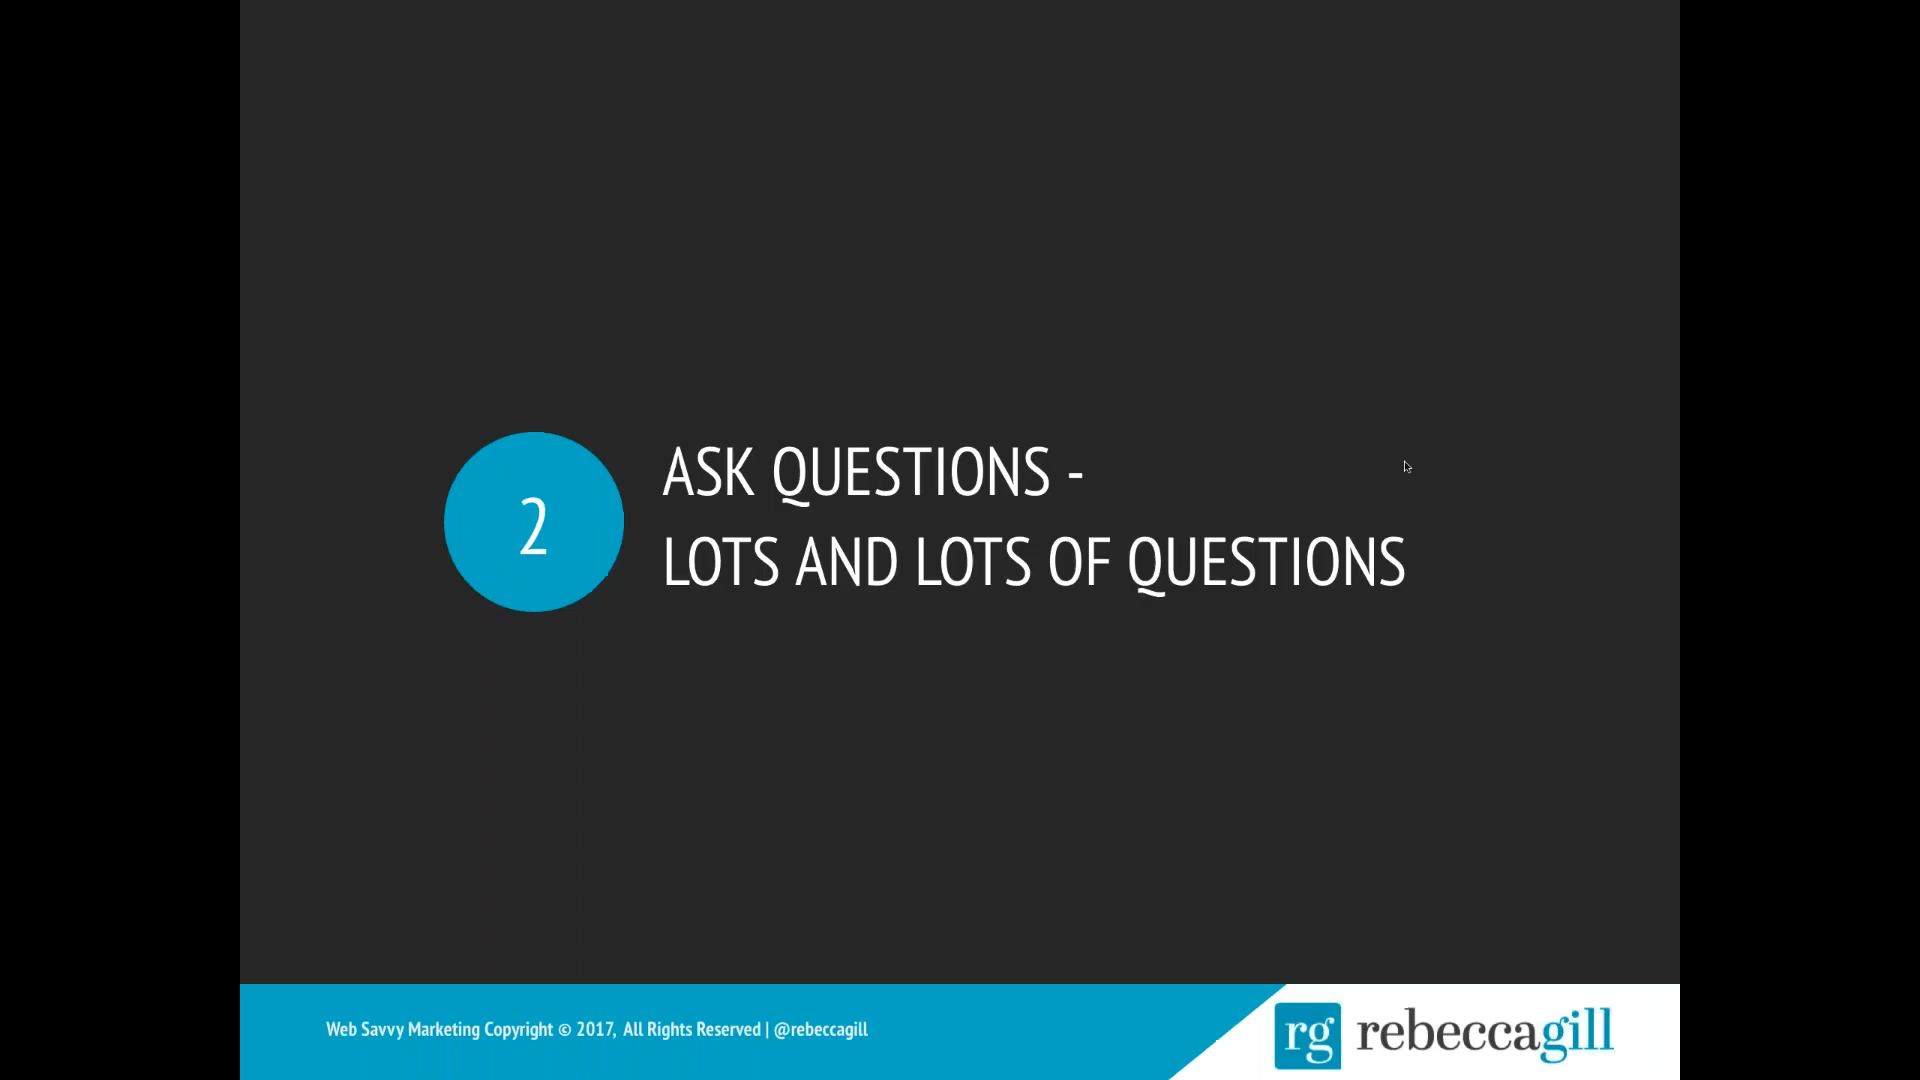 2
ASK QUESTIONS -
LOTS AND LOTS OF QUESTIONS
Web Savvy Marketing Copyright © 2017, All Rights Reserved | @rebeccagill
rg rebeccagill